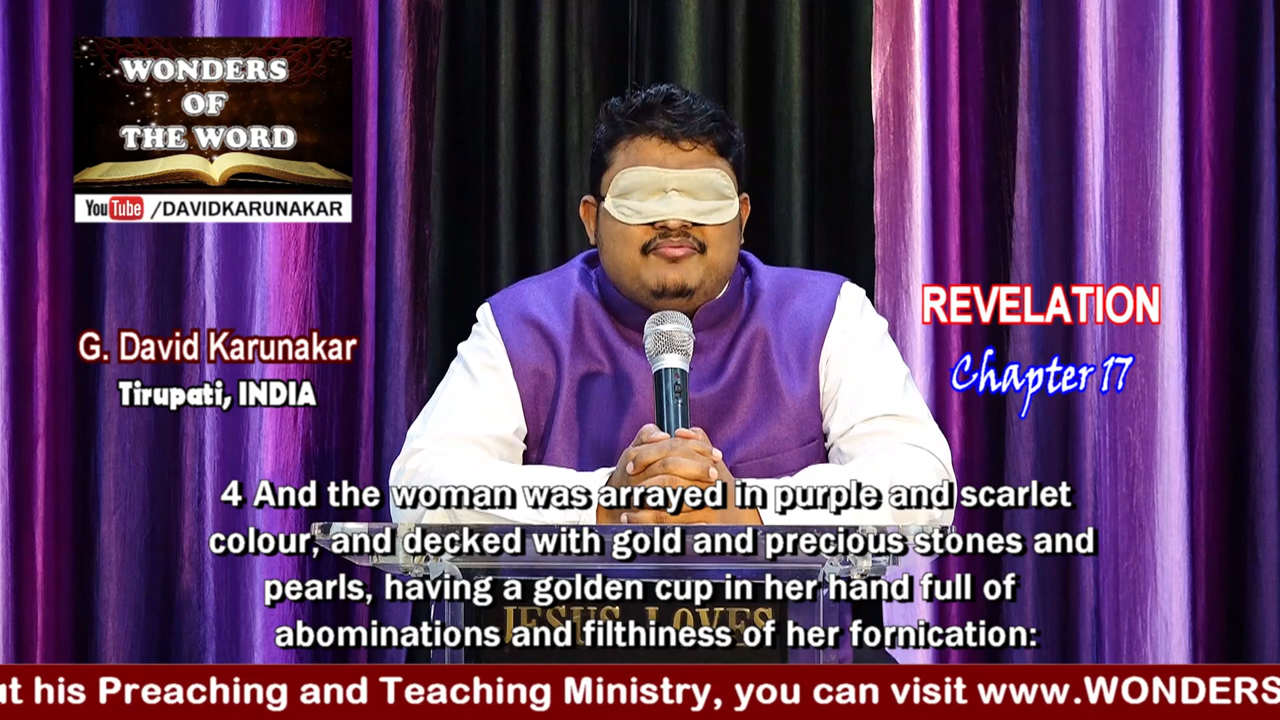 WONDERS
OF
THE WORD
YouTube /DAVIDKARUNAKAR
G. David Karunakar
Tirupati, INDIA
REVELATION
Chapter 17
4 And the woman was arrayed in purple and scarlet
colour, and decked with gold and precious stones and
pearls, having a golden cup in her hand full of
abominations and filthiness of her fornication:
JESUS LOVES
ut his Preaching and Teaching Ministry, you can visit www.WONDERS